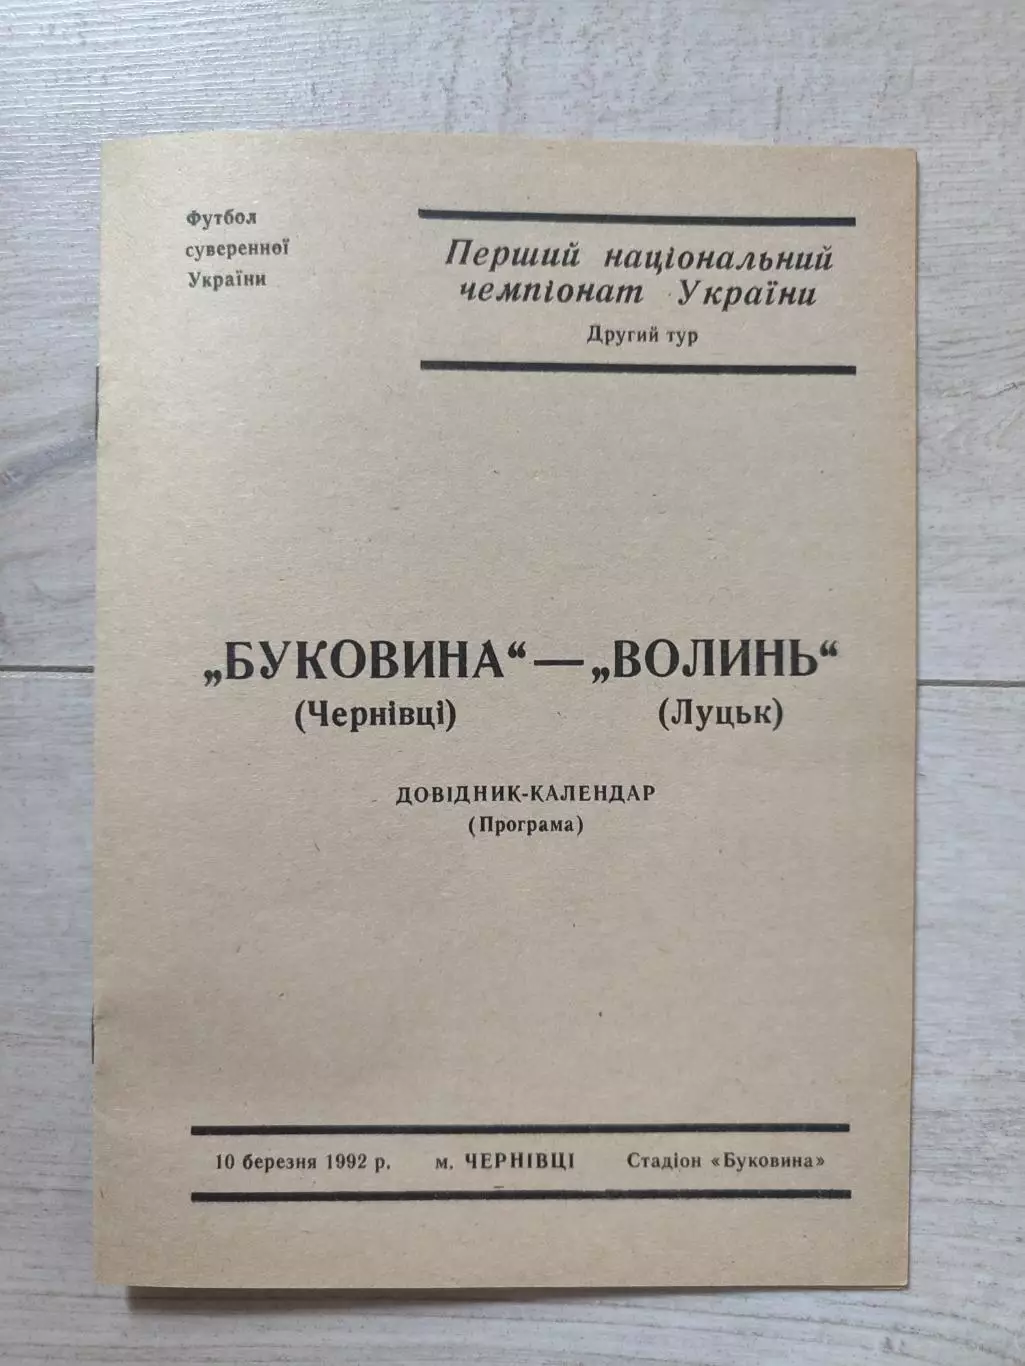 Футбол
суверенної
України
Перший національний
чемпіонат України
Другий тур
„БУКОВИНА“ — „ВОЛИНЬ“
(Чернівці) (Луцьк)
ДОВІДНИК-КАЛЕНДАР
(Програма)
10 березня 1992 р. м. ЧЕРНІВЦІ Стадіон «Буковина»